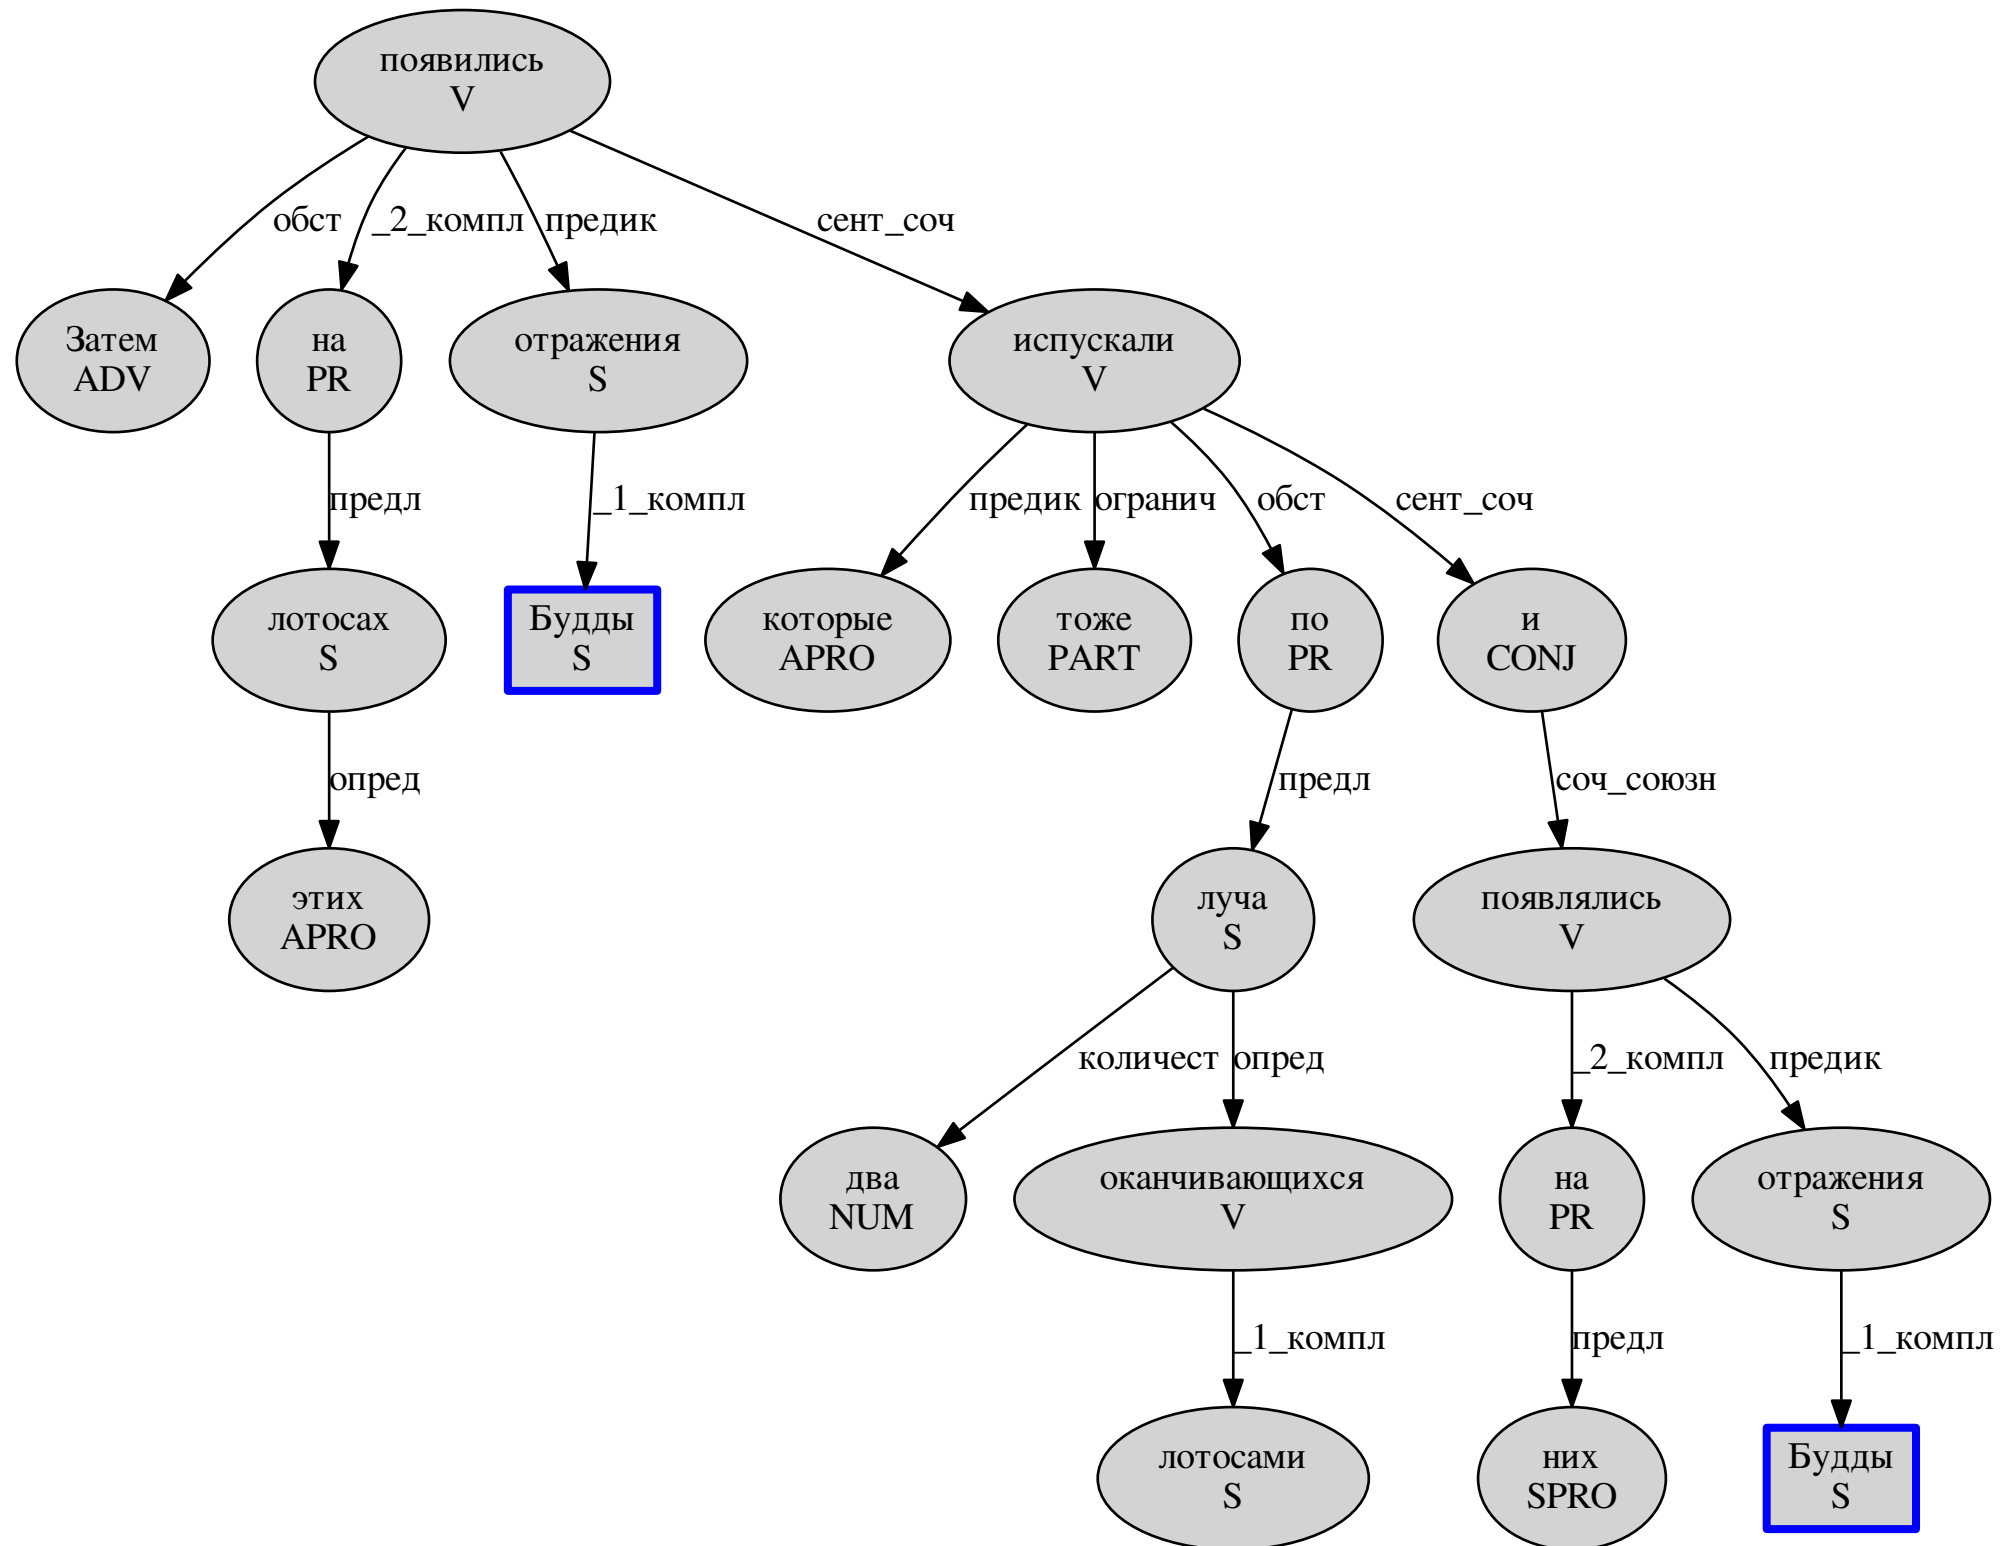 появились
V
обст
_2_компл
предик
сент_соч
Затем
ADV
на
PR
отражения
S
испускали
V
предл
_1_компл
предик
огранич
обст
сент_соч
лотосах
S
Будды
S
которые
APRO
тоже
PART
по
PR
и
CONJ
опред
предл
соч_союзн
этих
APRO
луча
S
появлялись
V
количест
опред
_2_компл
предик
два
NUM
оканчивающихся
V
на
PR
отражения
S
_1_компл
предл
_1_компл
лотосами
S
них
SPRO
Будды
S